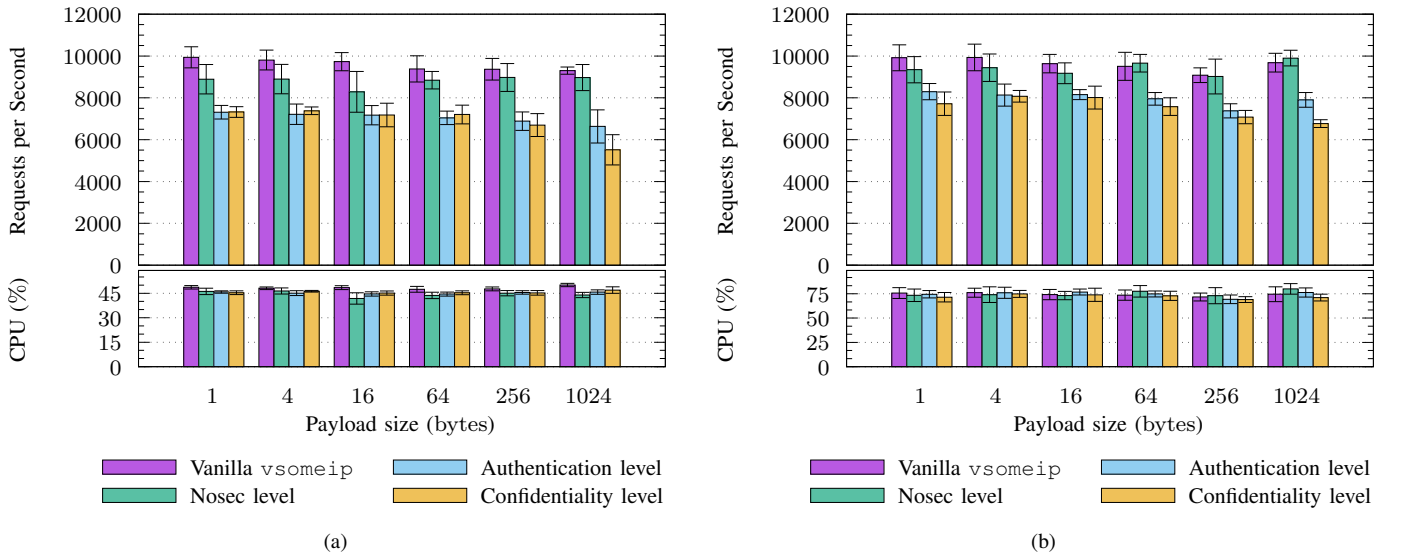 12000
10000
8000
6000
4000
2000
0
Requests per Second
45
30
15
0
CPU (%)
1 4 16 64 256 1024
Payload size (bytes)
Vanilla vsomeip Authentication level
Nosec level Confidentiality level
(a)
12000
10000
8000
6000
4000
2000
0
Requests per Second
75
50
25
0
CPU (%)
1 4 16 64 256 1024
Payload size (bytes)
Vanilla vsomeip Authentication level
Nosec level Confidentiality level
(b)